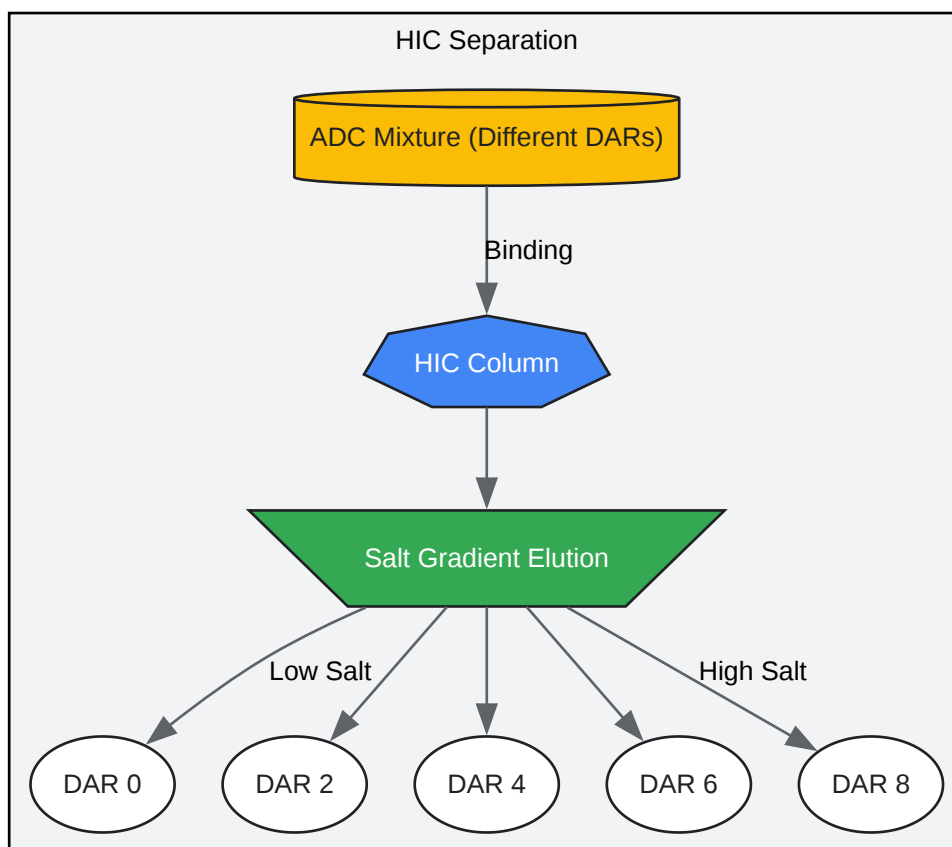 HIC Separation
ADC Mixture (Different DARs)
Binding
HIC Column
Salt Gradient Elution
Low Salt
High Salt
DAR 0
DAR 2
DAR 4
DAR 6
DAR 8